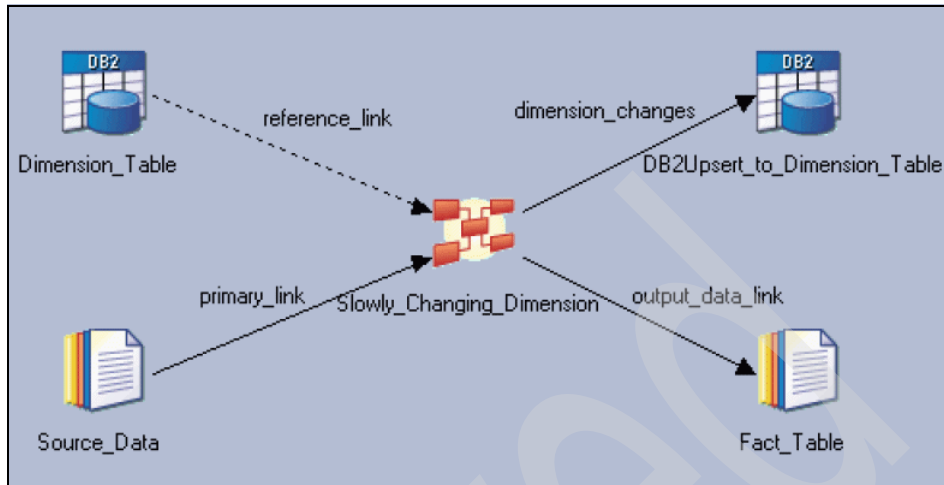 DB2
DB2
reference_link
dimension_changes
Dimension_Table
DB2Upsert_to_Dimension_Table
primary_link
Slowly_Changing_Dimension
output_data_link
Source_Data
Fact_Table